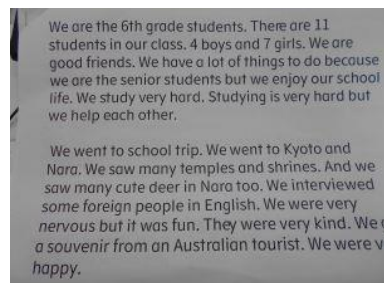 We are the 6th grade students. There are 11
students in our class. 4 boys and 7 girls. We are
good friends. We have a lot of things to do because
we are the senior students but we enjoy our school
life. We study very hard. Studying is very hard but
we help each other.
We went to school trip. We went to Kyoto and
Nara. We saw many temples and shrines. And we
saw many cute deer in Nara too. We interviewed
some foreign people in English. We were very
nervous but it was fun. They were very kind. We
a souvenir from an Australian tourist. We were
happy.